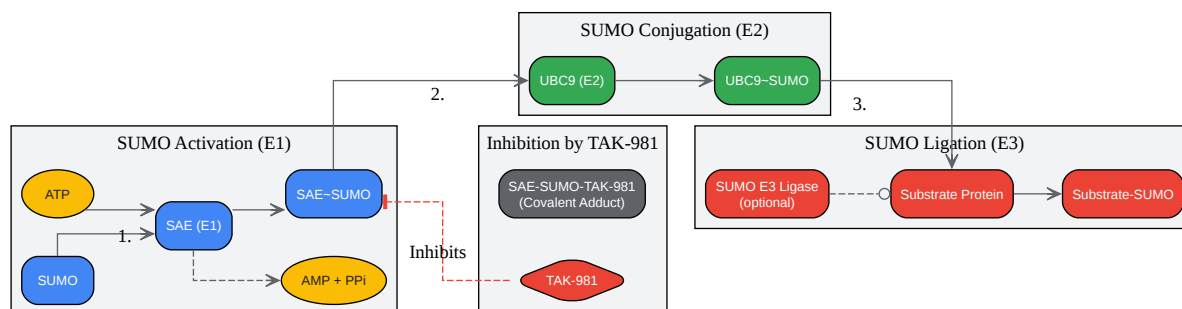 SUMO Conjugation (E2)
UBC9 (E2)
UBC9~SUMO
2.
3.
SUMO Activation (E1)
ATP
SAE~SUMO
SAE (E1)
1.
SUMO
AMP + PPi
Inhibits
Inhibition by TAK-981
SAE-SUMO-TAK-981
(Covalent Adduct)
TAK-981
SUMO Ligation (E3)
SUMO E3 Ligase
(optional)
Substrate Protein
Substrate-SUMO